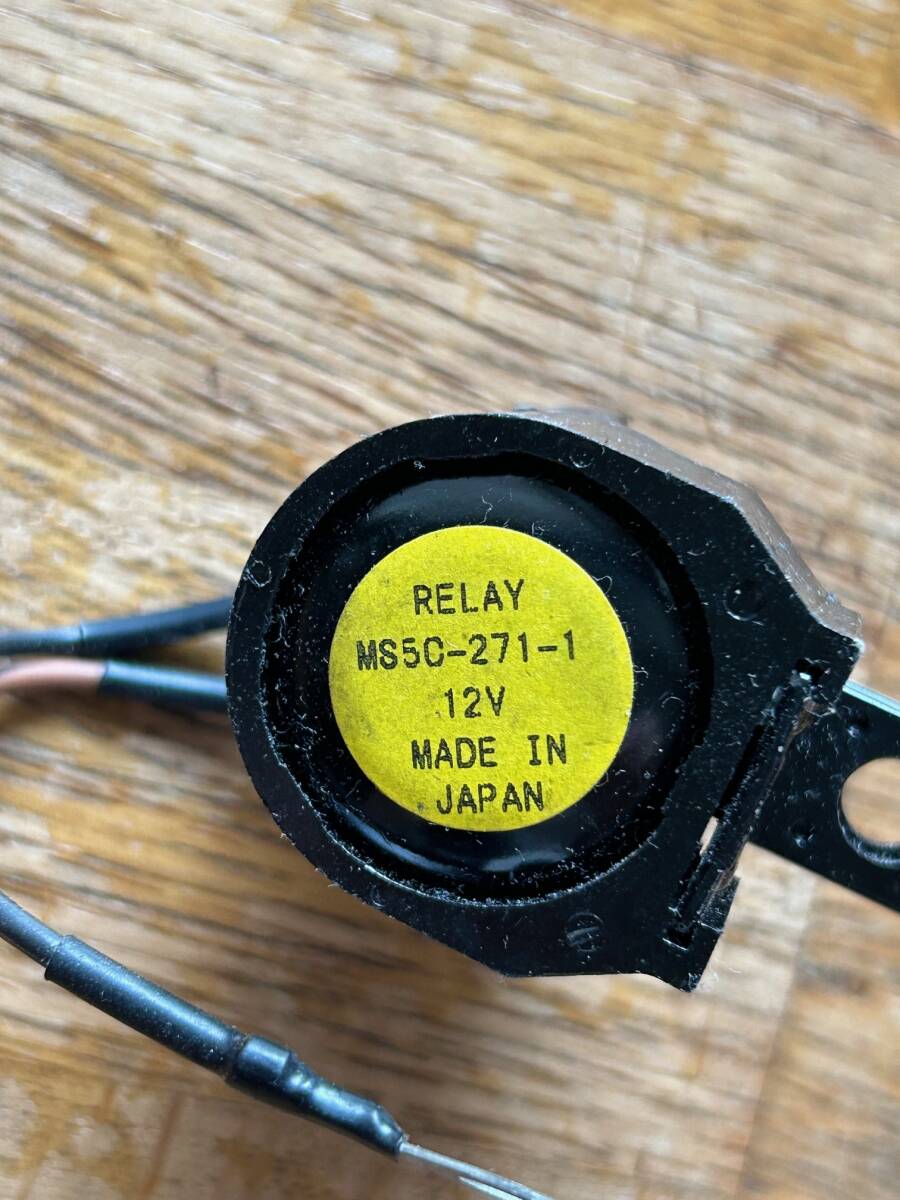 RELAY
MS5C-271-1
12V
MADE IN
JAPAN